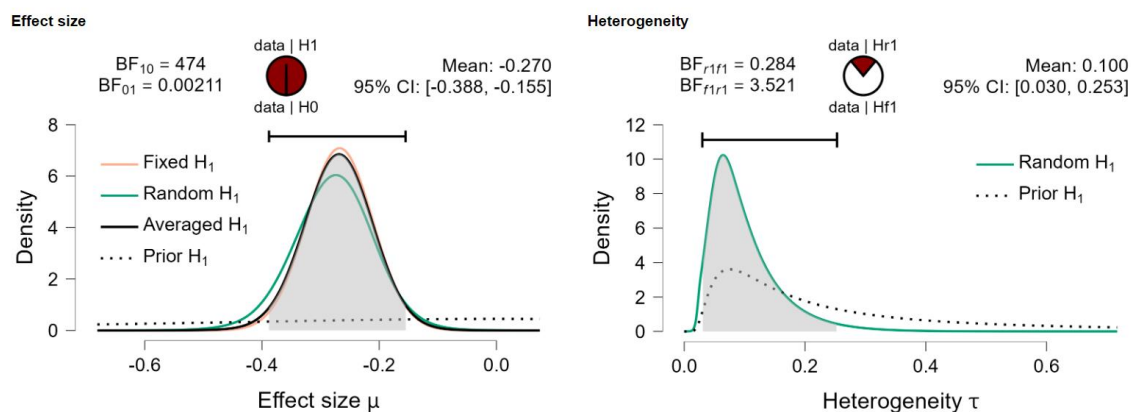 Effect size
data | H1
BF10 = 474
BF01 = 0.00211
data | H0
Mean: -0.270
95% CI: [-0.388, -0.155]
8
6
4
2
0
Density
Fixed H1
Random H1
Averaged H1
Prior H1
-0.6
-0.4
-0.2
0.0
Effect size μ
Heterogeneity
data | Hr1
BFr1f1 = 0.284
BFf1r1 = 3.521
data | Hf1
Mean: 0.100
95% CI: [0.030, 0.253]
12
10
8
6
4
2
0
Density
Random H1
Prior H1
0.0
0.2
0.4
0.6
Heterogeneity τ